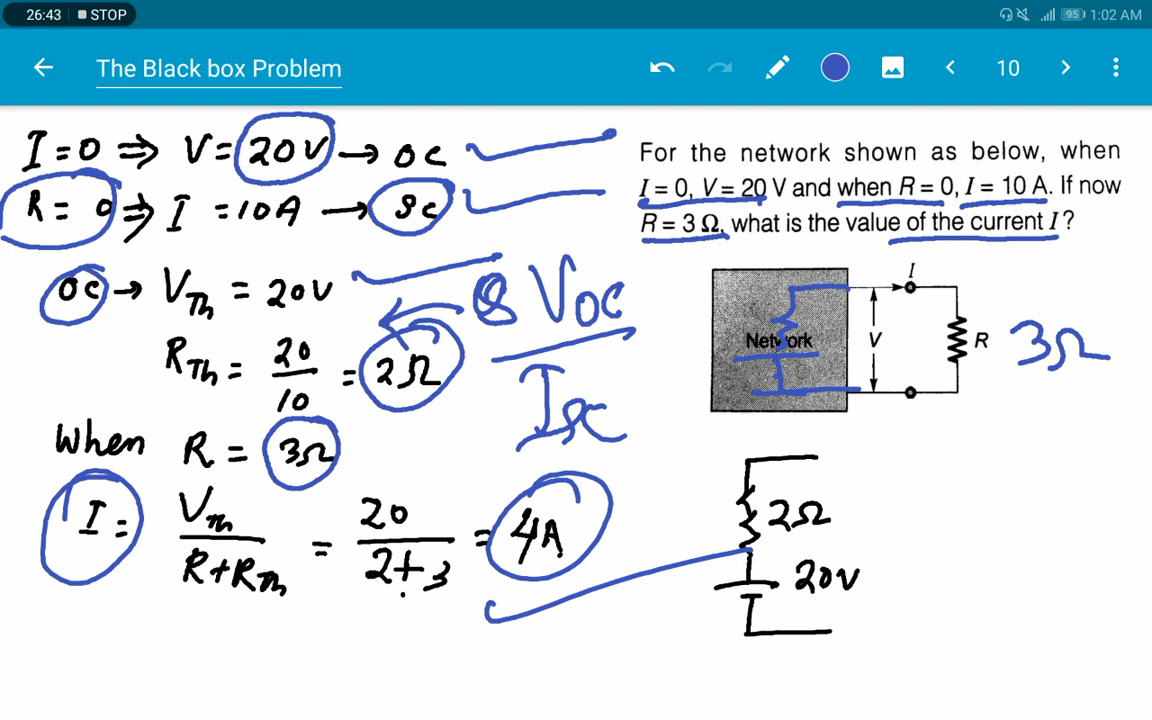 26:43 STOP 95 1:02 AM
The Black box Problem 10
I = 0 ⇒ V = 20V → OC
R = 0 ⇒ I = 10A → SC
OC → VTh = 20V
VOC
ISC
RTh = 20/10 = 2Ω
When R = 3Ω
I = VTh/R+RTh = 20/2+3 = 4A
For the network shown as below, when
I = 0, V = 20 V and when R = 0, I = 10 A. If now
R = 3 Ω, what is the value of the current I?
I
Network
V
R
3Ω
2Ω
20V